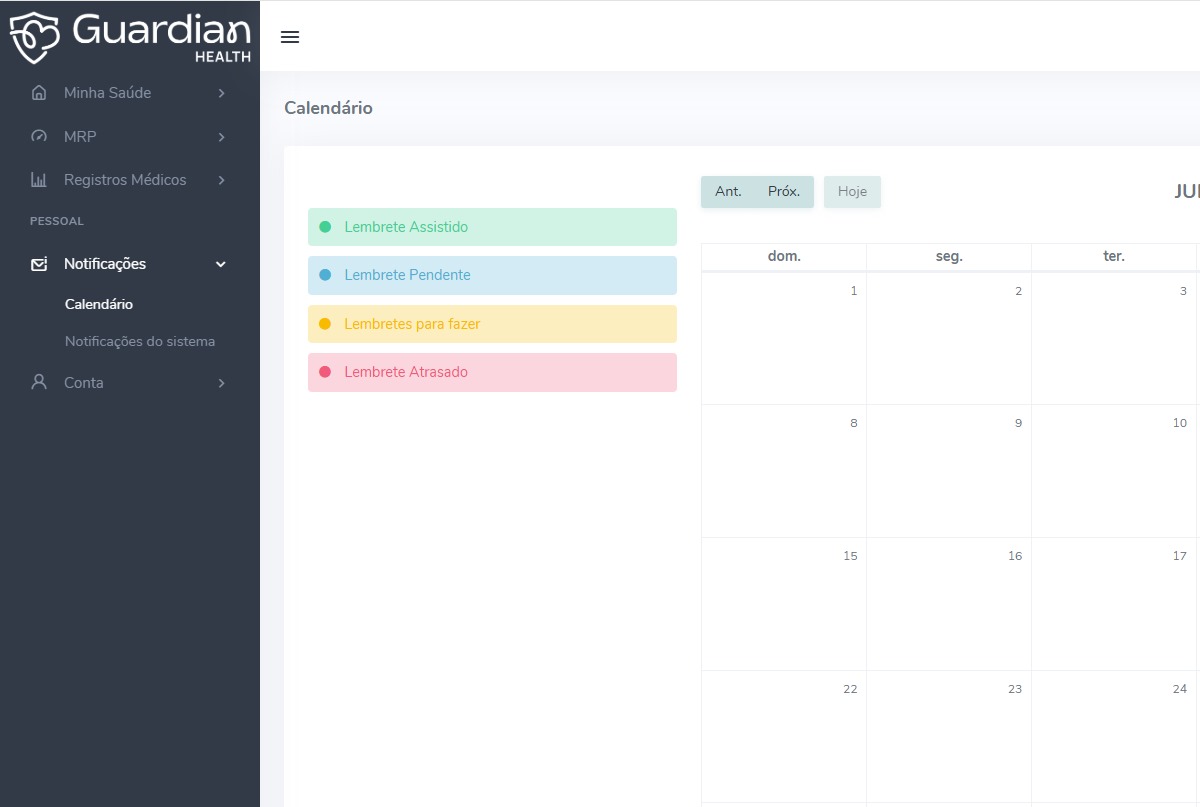 Guardian
HEALTH
Minha Saúde
MRP
Registros Médicos
PESSOAL
Notificações
Calendário
Notificações do sistema
Conta
Calendário
Lembrete Assistido
Lembrete Pendente
Lembretes para fazer
Lembrete Atrasado
Ant. Próx. Hoje
dom. seg. ter.
1 2 3
8 9 10
15 16 17
22 23 24